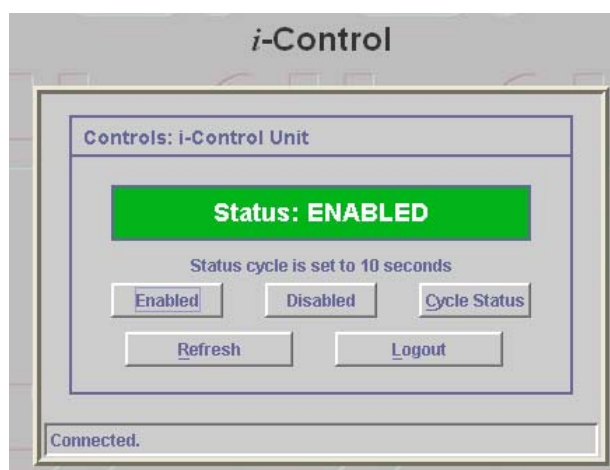 i-Control
Controls: i-Control Unit
Status: ENABLED
Status cycle is set to 10 seconds
Enabled Disabled Cycle Status
Refresh Logout
Connected.